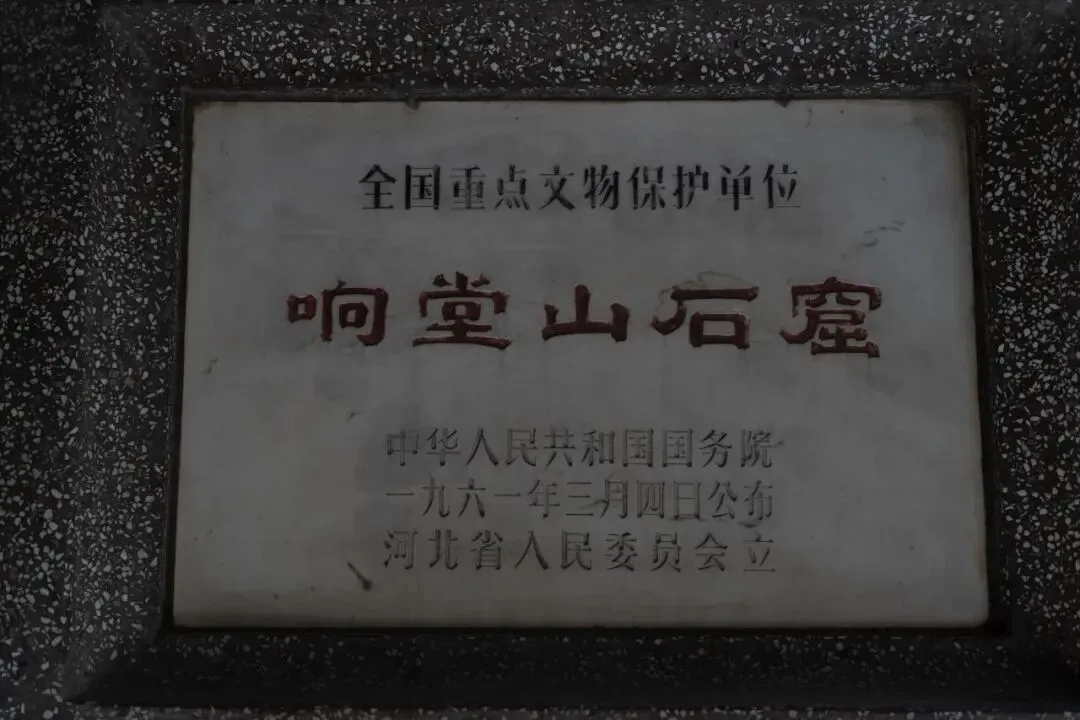 全国重点文物保护单位
响堂山石窟
中华人民共和国国务院
一九六一年三月四日公布
河北省人民委员会立